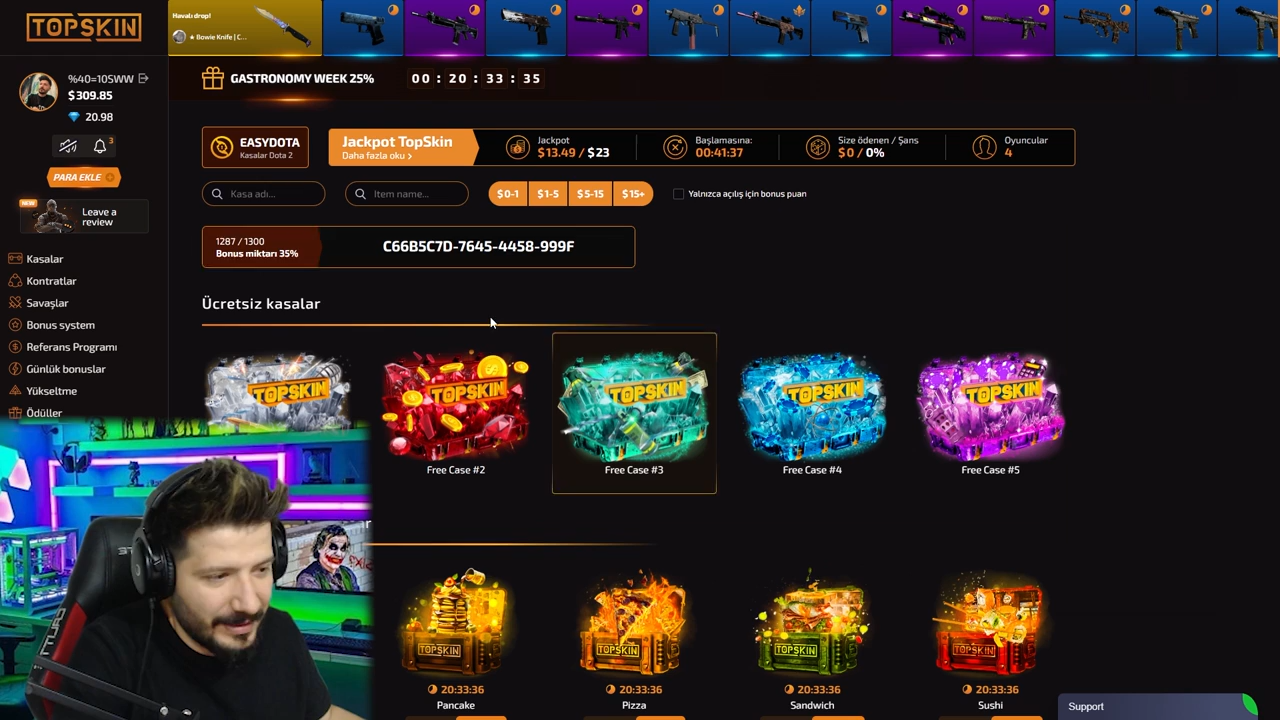 TOPSKIN
Havalı drop!
★ Bowie Knife | C...
%40=10SWW
$309.85
20.98
3
PARA EKLE
NEW
Leave a
review
Kasalar
Kontratlar
Savaşlar
Bonus system
Referans Programı
Günlük bonuslar
Yükseltme
Ödüller
GASTRONOMY WEEK 25%
00 : 20 : 33 : 35
EASYDOTA
Kasalar Dota 2
Jackpot TopSkin
Daha fazla oku >
Jackpot
$13.49 / $23
Başlamasına:
00:41:37
Size ödenen / Şans
$0 / 0%
Oyuncular
4
Kasa adı...
Item name...
$0-1
$1-5
$5-15
$15+
Yalnızca açılış için bonus puan
1287 / 1300
Bonus miktarı 35%
C66B5C7D-7645-4458-999F
Ücretsiz kasalar
TOPSKIN
TOPSKIN
TOPSKIN
TOPSKIN
TOPSKIN
Free Case #2
Free Case #3
Free Case #4
Free Case #5
TOPSKIN
TOPSKIN
TOPSKIN
TOPSKIN
20:33:36
20:33:36
20:33:36
20:33:36
Pancake
Pizza
Sandwich
Sushi
Support